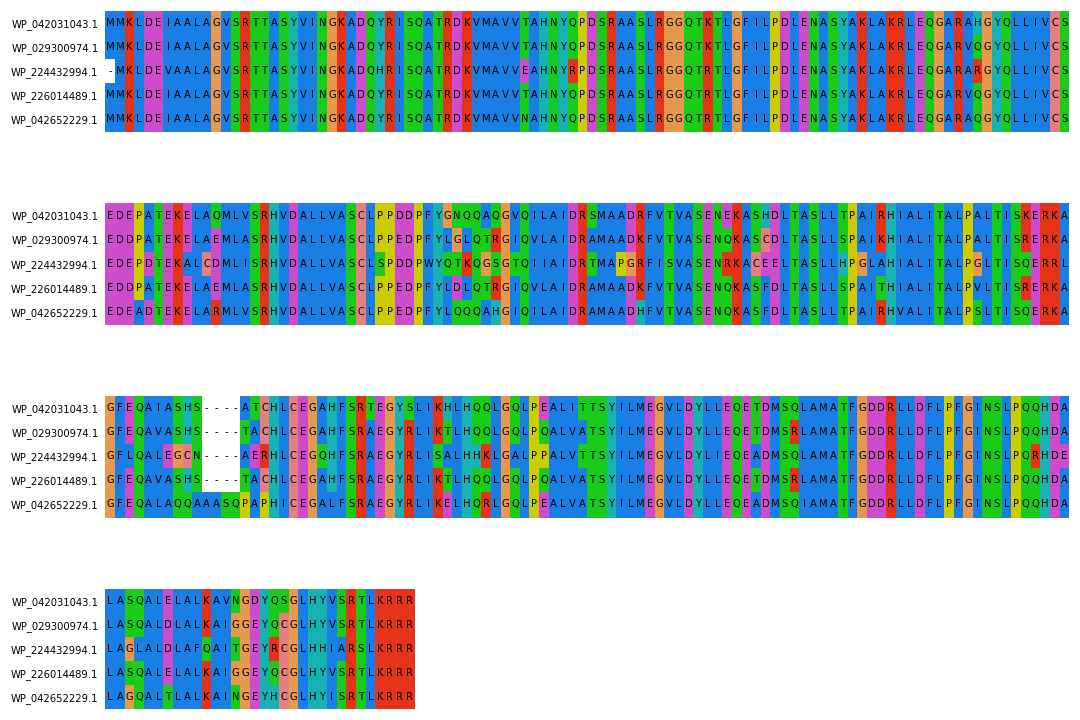 WP_042031043.1 MMKLDEIAALAGVSRTTASYVINGKADQYRISQATRDKVMAVVTAHNYQPDSRAASLRGGQTKTLGFILPDLENASYAKLAKRLEQGARAHGYQLLIVCS
WP_029300974.1 MMKLDEIAALAGVSRTTASYVINGKADQYRISQATRDKVMAVVTAHNYQPDSRAASLRGGQTKTLGFILPDLENASYAKLAKRLEQGARVQGYQLLIVCS
WP_224432994.1 -MKLDEVAALAGVSRTTASYVINGKADQHRISQATRDKVMAVVEAHNYRPDSRAASLRGGQTRTLGFILPDLENASYAKLAKRLEQGARARGYQLLIVCS
WP_226014489.1 MMKLDEIAALAGVSRTTASYVINGKADQYRISQATRDKVMAVVTAHNYQPDSRAASLRGGQTRTLGFILPDLENASYAKLAKRLEQGARVQGYQLLIVCS
WP_042652229.1 MMKLDEIAALAGVSRTTASYVINGKADQYRISQATRDKVMAVVNAHNYQPDSRAASLRGGQTRTLGFILPDLENASYAKLAKRLEQGARAQGYQLLIVCS
WP_042031043.1 EDEPATEKELAQMLVSRHVDALLVASCLPPDDPFYGNQQAQGVQILAIDRSMAADRFVTVASENEKASHDLTASLLTPAIRHIALITALPALTISKERKA
WP_029300974.1 EDDPATEKELAEMLASRHVDALLVASCLPPEDPFYLGLQTRGIQVLAIDRAMAADKFVTVASENQKASCDLTASLLSPAIKHIALITALPALTISRERKA
WP_224432994.1 EDEPDTEKALCDMLISRHVDALLVASCLSPDDPWYQTKQGSGTQIIAIDRTMAPGRFISVASENRKACEELTASLLHPGLAHIALITALPGLTISQERRL
WP_226014489.1 EDDPATEKELAEMLASRHVDALLVASCLPPEDPFYLDLQTRGIQVLAIDRAMAADKFVTVASENQKASFDLTASLLSPAITHIALITALPVLTISRERKA
WP_042652229.1 EDEADTEKELARMLVSRHVDALLVASCLPPEDPFYLQQQAHGIQILAIDRAMAADHFVTVASENQKASFDLTASLLTPAIRHVALITALPSLTISQERKA
WP_042031043.1 GFEQAIASHS----ATCHLCEGAHFSRTEGYSLIKHLHQQLGQLPEALITTSYILMEGVLDYLLEQETDMSQLAMATFGDDRLLDFLPFGINSLPQQHDA
WP_029300974.1 GFEQAVASHS----TACHLCEGAHFSRAEGYRLIKTLHQQLGQLPQALVATSYILMEGVLDYLLEQETDMSRLAMATFGDDRLLDFLPFGINSLPQQHDA
WP_224432994.1 GFLQALEGCN----AERHLCEGQHFSRAEGYRLISALHHKLGALPPALVTTSYILMEGVLDYLIEQEADMSQLAMATFGDDRLLDFLPFGINSLPQRHDE
WP_226014489.1 GFEQAVASHS----TACHLCEGAHFSRAEGYRLIKTLHQQLGQLPQALVATSYILMEGVLDYLLEQETDMSRLAMATFGDDRLLDFLPFGINSLPQQHDA
WP_042652229.1 GFEQALAQQAAASQPAPHICEGALFSRAEGYRLIKELHQRLGQLPEALVATSYILMEGVLDYLLEQEADMSQIAMATFGDDRLLDFLPFGINSLPQQHDA
WP_042031043.1 LASQALELALKAVNGDYQSGLHYVSRTLKRRR
WP_029300974.1 LASQALDLALKAIGGEYQCGLHYVSRTLKRRR
WP_224432994.1 LAGLALDLAFQAITGEYRCGLHHIARSLKRRR
WP_226014489.1 LASQALELALKAIGGEYQCGLHYVSRTLKRRR
WP_042652229.1 LAGQALTLALKAINGEYHCGLHYISRTLKRRR